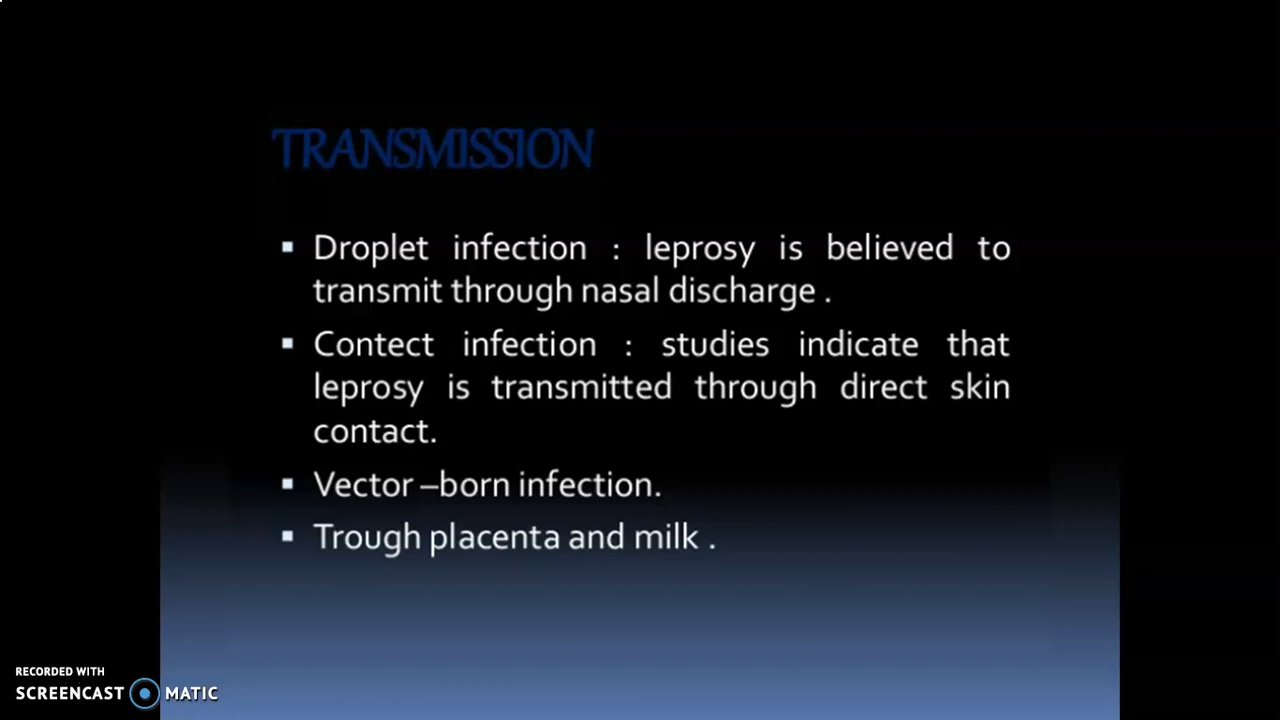 TRANSMISSION
▪ Droplet infection : leprosy is believed to
transmit through nasal discharge .
▪ Contect infection : studies indicate that
leprosy is transmitted through direct skin
contact.
▪ Vector –born infection.
▪ Trough placenta and milk .
RECORDED WITH
SCREENCAST MATIC